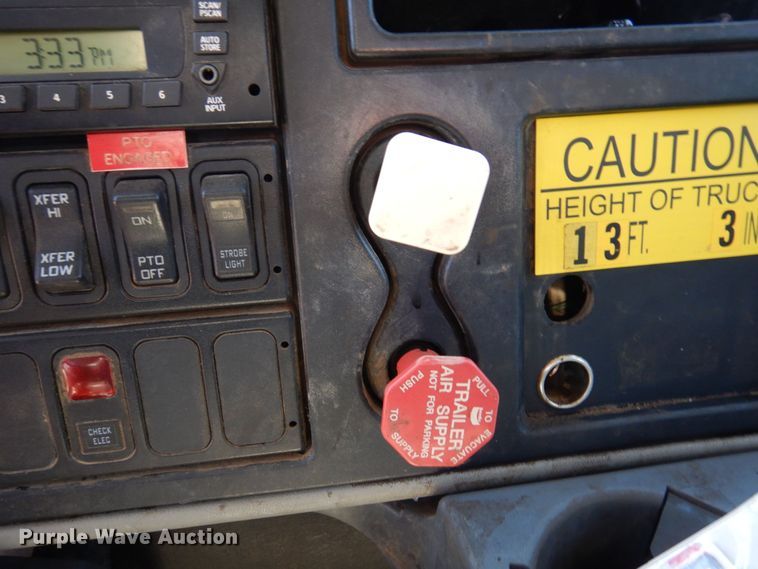 SCAN/
PSCAN
3:33 PM
AUTO
STORE
3 4 5 6
AUX
INPUT
PTO
ENGAGED
CAUTION
HEIGHT OF TRUC
13 FT. 3 IN
XFER
HI
XFER
LOW
ON
PTO
OFF
ON
STROBE
LIGHT
CHECK
ELEC
PULL TO EVACUATE
TRAILER
AIR SUPPLY
NOT FOR PARKING
PUSH TO SUPPLY
Purple Wave Auction